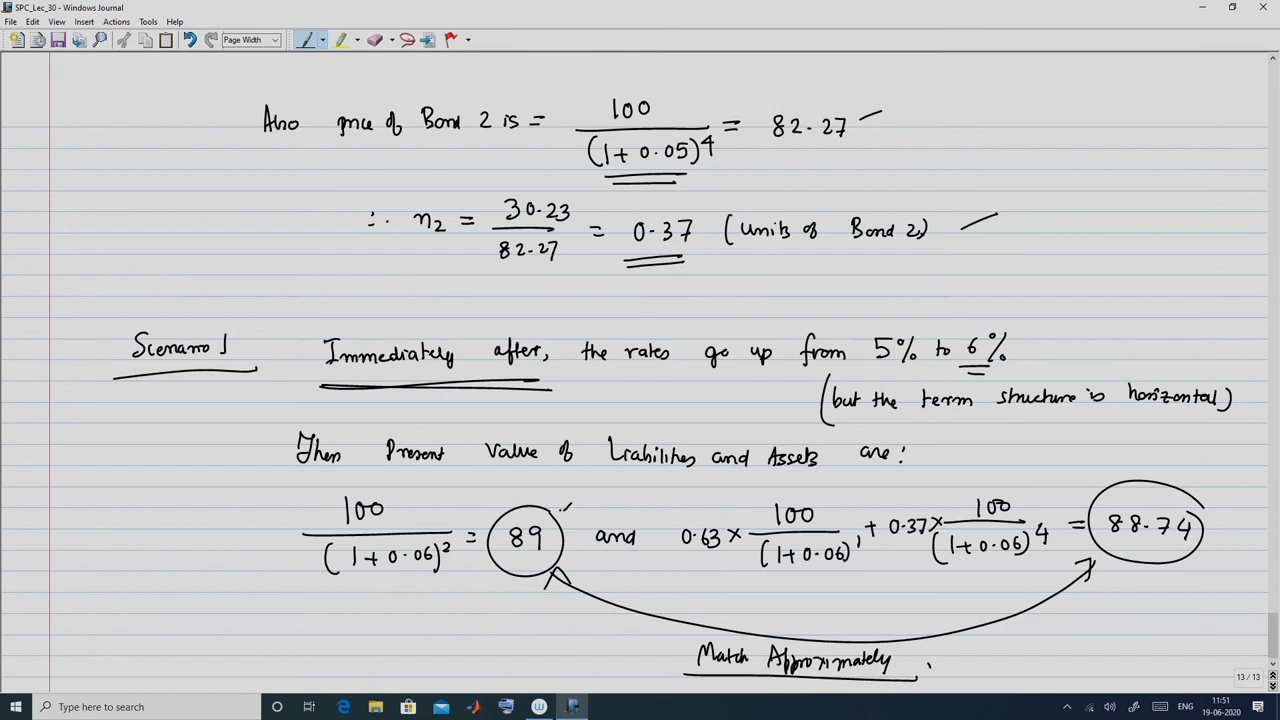 SPC_Lec_30 - Windows Journal
File Edit View Insert Actions Tools Help
Page Width
Also price of Bond 2 is = 100 / (1 + 0.05)^4 = 82.27
∴ n₂ = 30.23 / 82.27 = 0.37 (Units of Bond 2)
Scenario 1 Immediately after, the rates go up from 5% to 6%
(but the term structure is horizontal)
Then Present Value of Liabilities and Assets are:
100 / (1 + 0.06)^2 = 89 and 0.63 × 100 / (1 + 0.06)^1 + 0.37 × 100 / (1 + 0.06)^4 = 88.74
Match Approximately.
13 / 13
Type here to search
ENG
11:51
19-06-2020